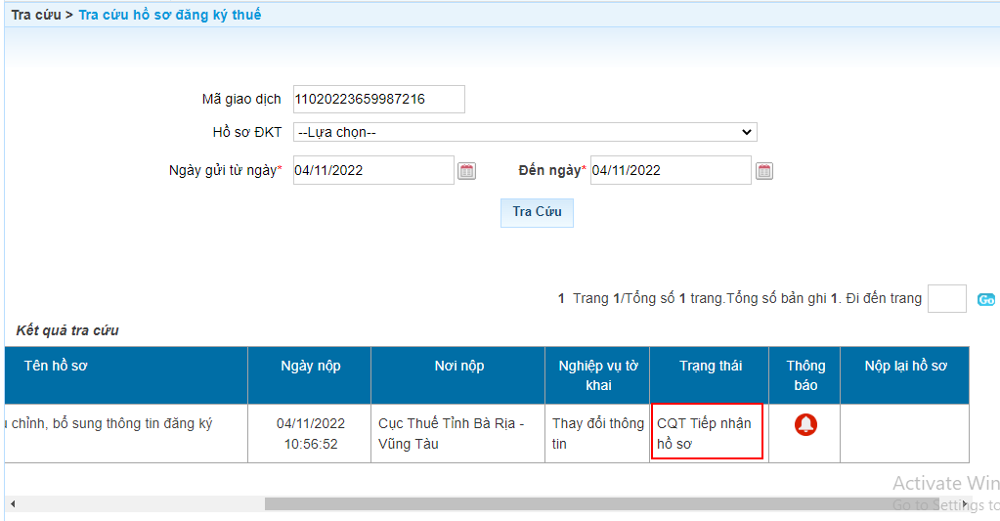 Tra cứu > Tra cứu hồ sơ đăng ký thuế
Mã giao dịch 11020223659987216
Hồ sơ ĐKT --Lựa chọn--
Ngày gửi từ ngày* 04/11/2022 Đến ngày* 04/11/2022
Tra Cứu
1 Trang 1/Tổng số 1 trang.Tổng số bản ghi 1. Đi đến trang Go
Kết quả tra cứu
Tên hồ sơ Ngày nộp Nơi nộp Nghiệp vụ tờ khai Trạng thái Thông báo Nộp lại hồ sơ
chỉnh, bổ sung thông tin đăng ký 04/11/2022 Cục Thuế Tỉnh Bà Rịa - Thay đổi thông CQT Tiếp nhận
10:56:52 Vũng Tàu tin hồ sơ
Activate Win
Go to Settings to